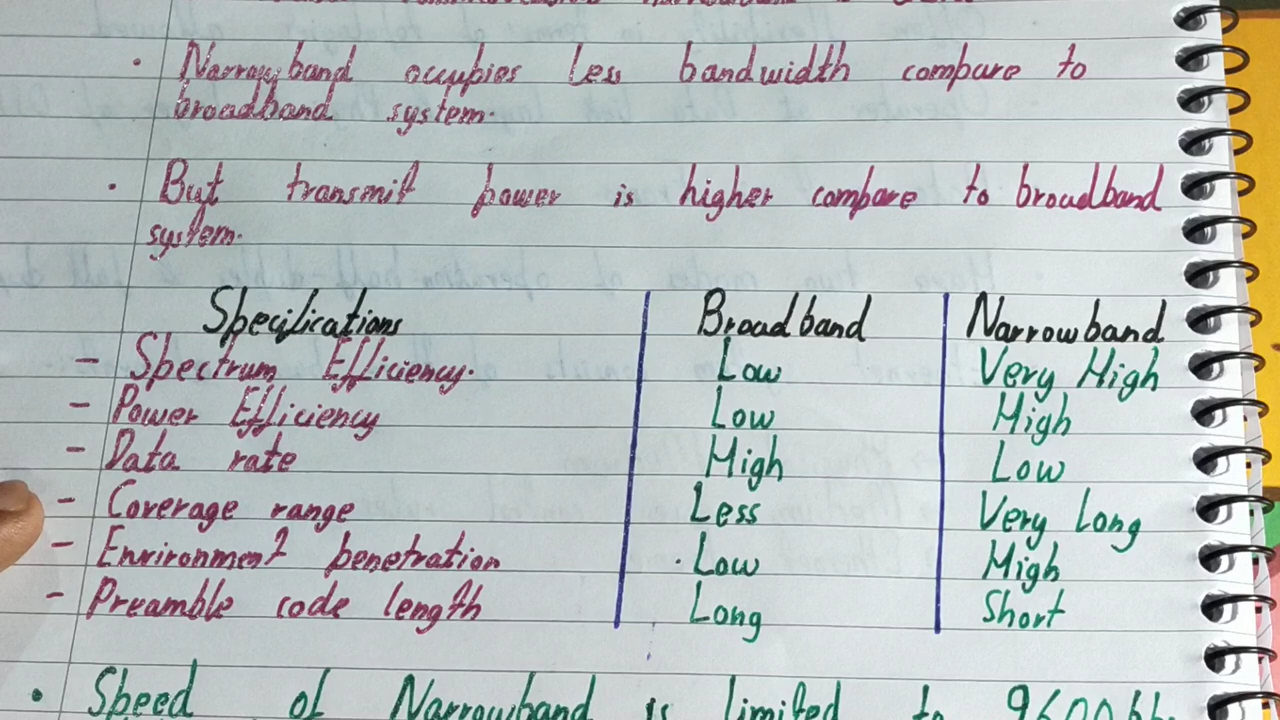 • Narrowband occupies less bandwidth compare to
broadband system.
• But transmit power is higher compare to broadband
system.
Specifications Broadband Narrowband
- Spectrum Efficiency. Low Very High
- Power Efficiency Low High
- Data rate High Low
- Coverage range Less Very Long
- Environment penetration Low High
- Preamble code length Long Short
• Speed of Narrowband is limited to